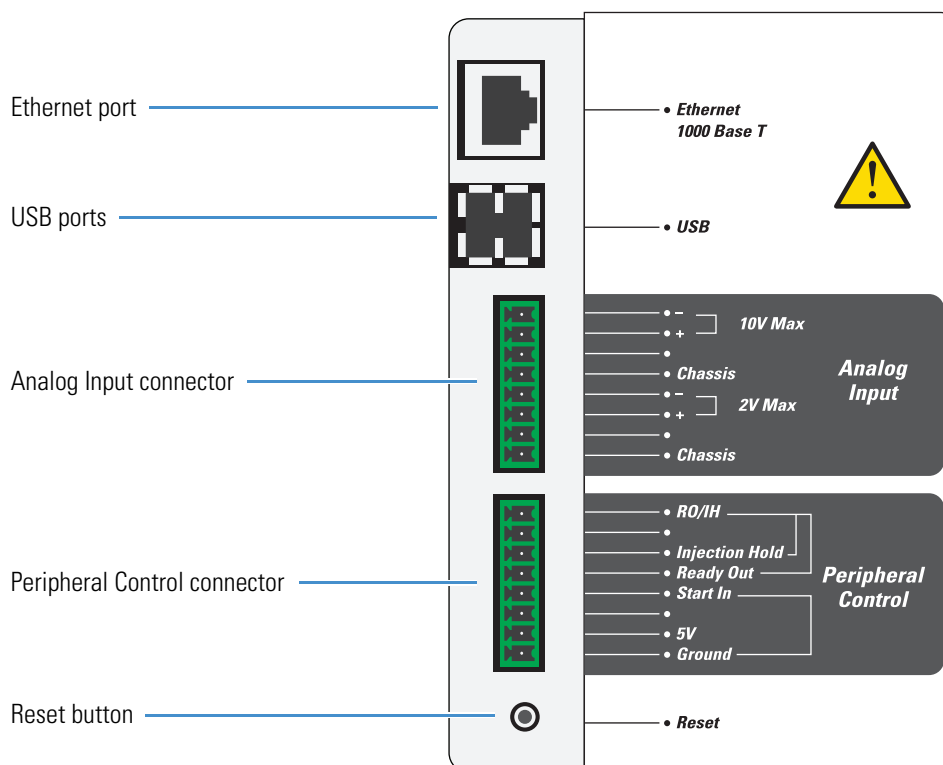 Ethernet port
• Ethernet
1000 Base T
!
USB ports
• USB
• –
10V Max
• +
•
Analog Input connector
• Chassis
Analog
Input
• –
2V Max
• +
•
• Chassis
• RO/IH
•
• Injection Hold
Peripheral Control connector
• Ready Out
Peripheral
Control
• Start In
•
• 5V
• Ground
Reset button
• Reset